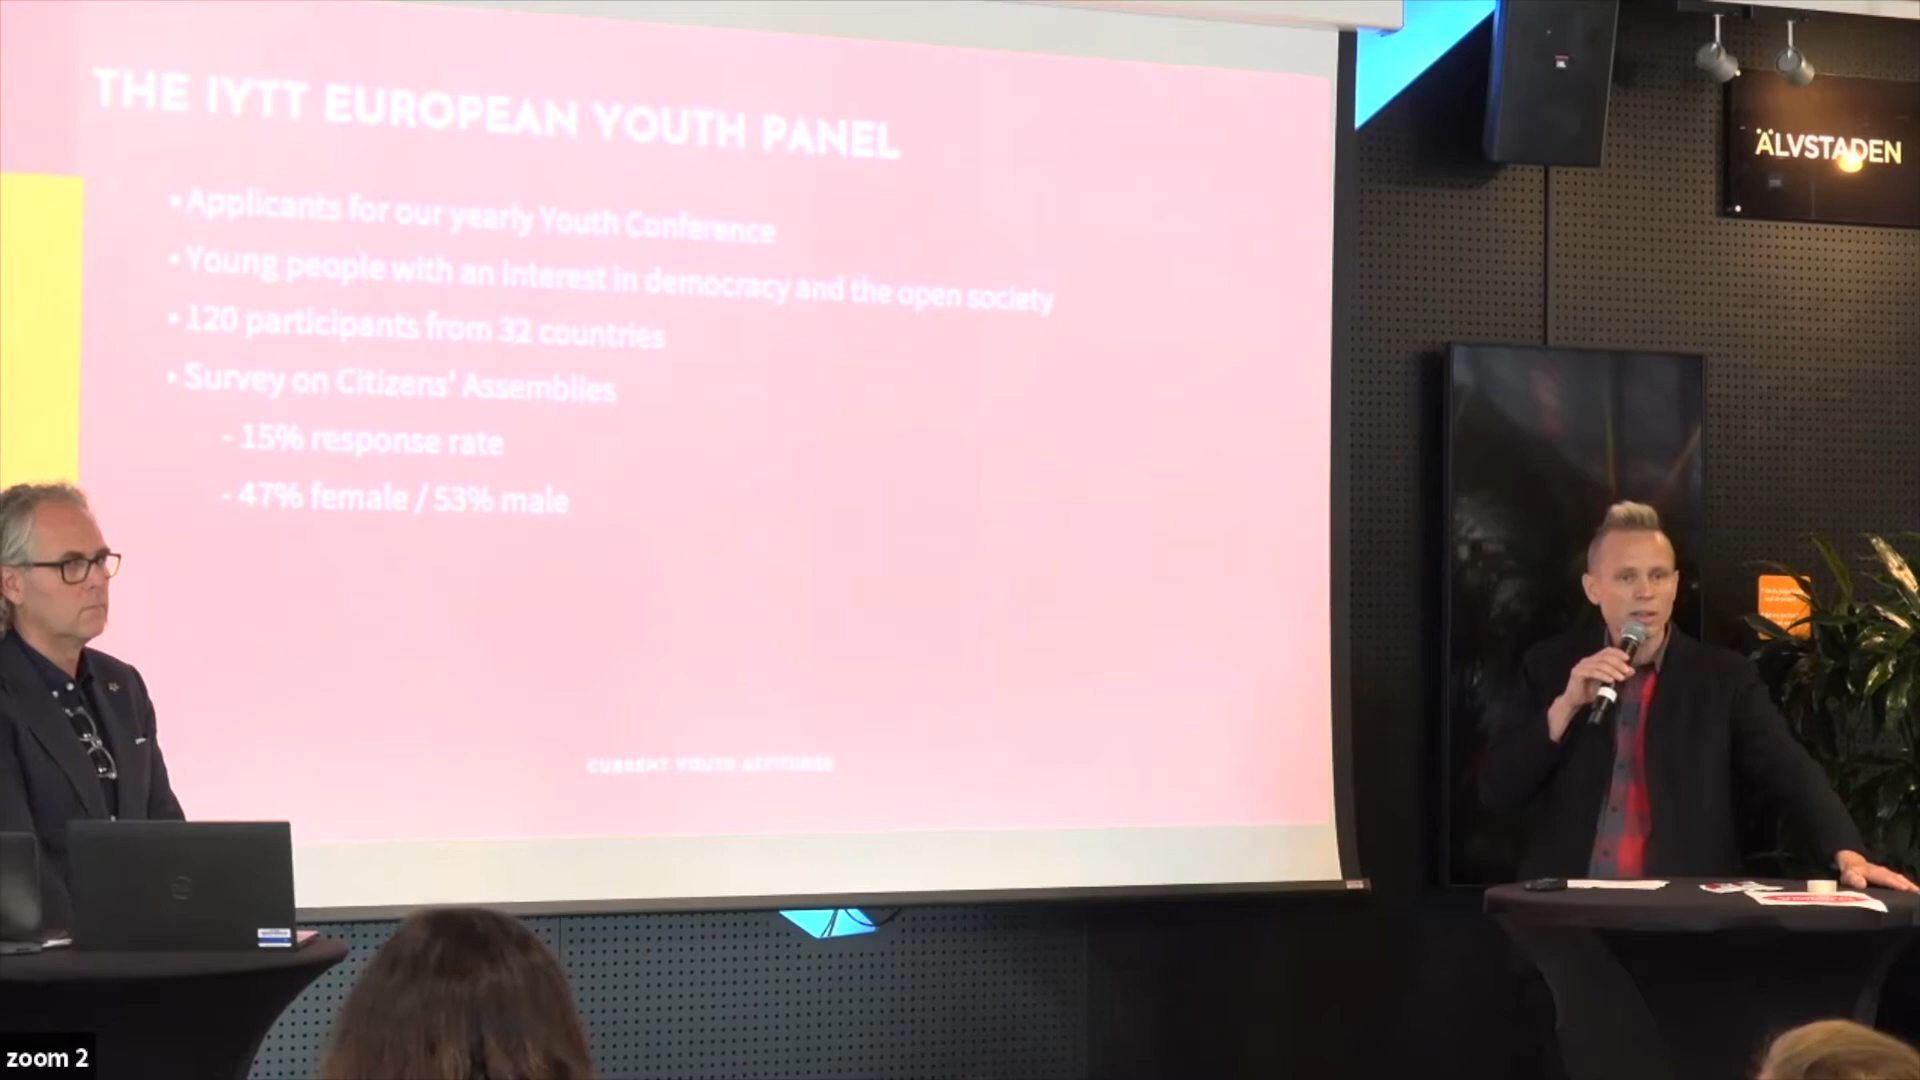 THE IYTT EUROPEAN YOUTH PANEL
• Applicants for our yearly Youth Conference
• Young people with an interest in democracy and the open society
• 120 participants from 32 countries
• Survey on Citizens' Assemblies
- 15% response rate
- 47% female / 53% male
CURRENT YOUTH ATTITUDES
ÄLVSTADEN
zoom 2